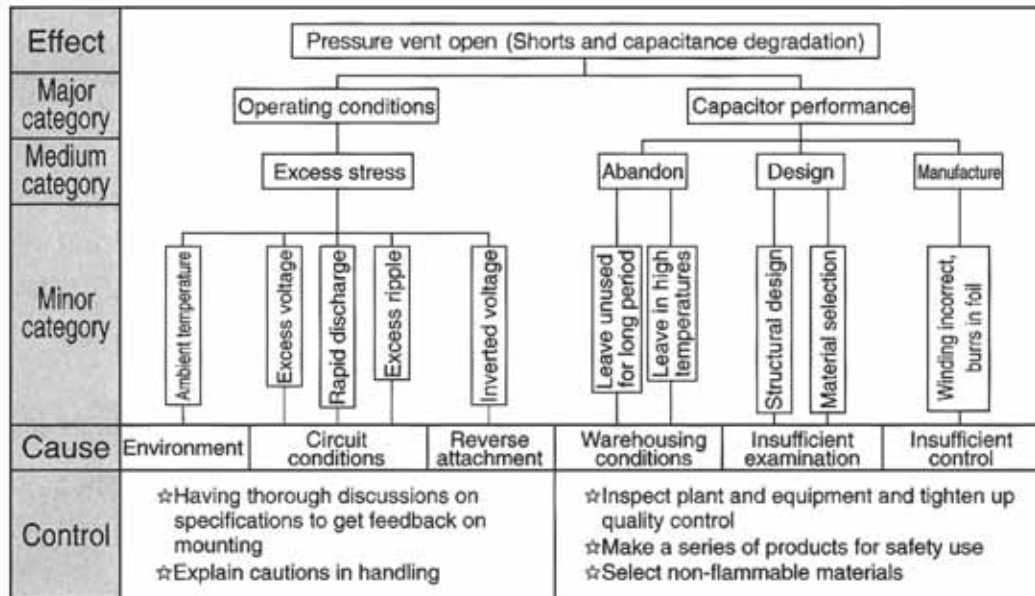 Effect
Pressure vent open (Shorts and capacitance degradation)
Major
category
Operating conditions
Capacitor performance
Medium
category
Excess stress
Abandon
Design
Manufacture
Minor
category
Ambient temperature
Excess voltage
Rapid discharge
Excess ripple
Inverted voltage
Leave unused
for long period
Leave in high
temperatures
Structural design
Material selection
Winding incorrect,
burrs in foil
Cause
Environment
Circuit
conditions
Reverse
attachment
Warehousing
conditions
Insufficient
examination
Insufficient
control
Control
☆Having thorough discussions on
specifications to get feedback on
mounting
☆Explain cautions in handling
☆Inspect plant and equipment and tighten up
quality control
☆Make a series of products for safety use
☆Select non-flammable materials